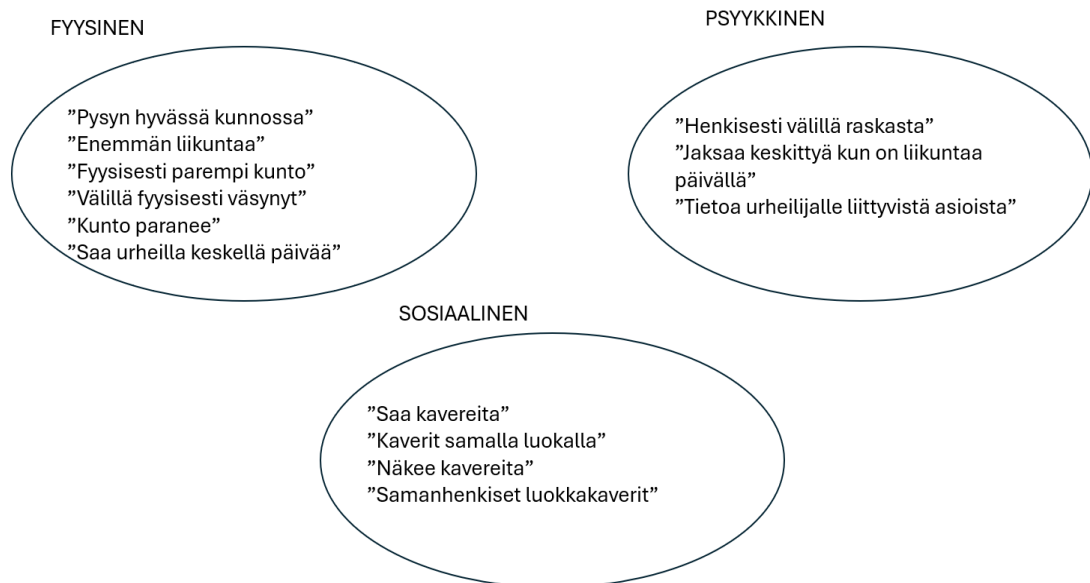 FYYSINEN
”Pysyn hyvässä kunnossa”
”Enemmän liikuntaa”
”Fyysisesti parempi kunto”
”Välillä fyysisesti väsynyt”
”Kunto paranee”
”Saa urheilla keskellä päivää”
PSYYKKINEN
”Henkisesti välillä raskasta”
”Jaksaa keskittyä kun on liikuntaa
päivällä”
”Tietoa urheilijalle liittyvistä asioista”
SOSIAALINEN
”Saa kavereita”
”Kaverit samalla luokalla”
”Näkee kavereita”
”Samanhenkiset luokkakaverit”